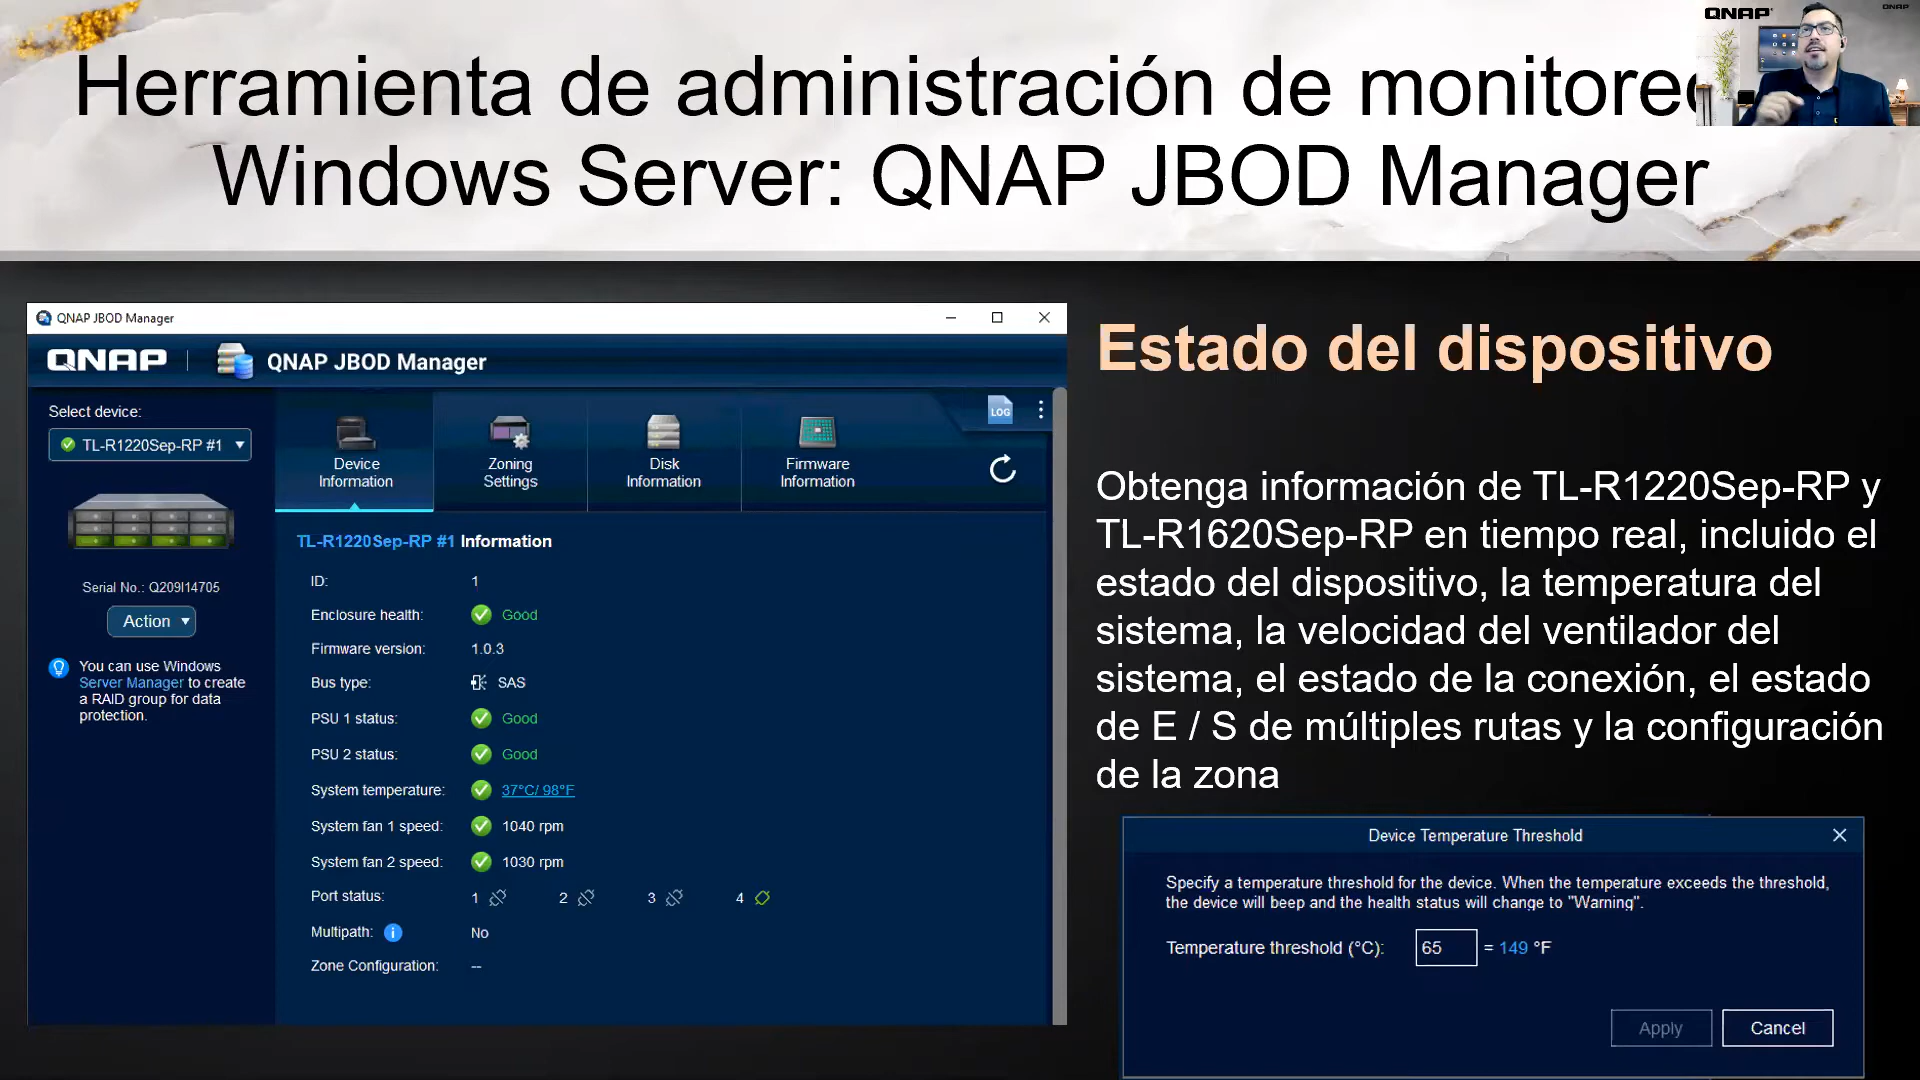 QNAP
QNAP
Herramienta de administración de monitoreo
Windows Server: QNAP JBOD Manager
QNAP JBOD Manager
QNAP
QNAP JBOD Manager
Select device:
TL-R1220Sep-RP #1
Serial No.: Q209I14705
Action
You can use Windows
Server Manager to create
a RAID group for data
protection.
Device
Information
Zoning
Settings
Disk
Information
Firmware
Information
LOG
TL-R1220Sep-RP #1 Information
ID: 1
Enclosure health: Good
Firmware version: 1.0.3
Bus type: SAS
PSU 1 status: Good
PSU 2 status: Good
System temperature: 37°C/ 98°F
System fan 1 speed: 1040 rpm
System fan 2 speed: 1030 rpm
Port status: 1 2 3 4
Multipath: No
Zone Configuration: --
Estado del dispositivo
Obtenga información de TL-R1220Sep-RP y
TL-R1620Sep-RP en tiempo real, incluido el
estado del dispositivo, la temperatura del
sistema, la velocidad del ventilador del
sistema, el estado de la conexión, el estado
de E / S de múltiples rutas y la configuración
de la zona
Device Temperature Threshold
Specify a temperature threshold for the device. When the temperature exceeds the threshold,
the device will beep and the health status will change to "Warning".
Temperature threshold (°C): 65 = 149 °F
Apply
Cancel